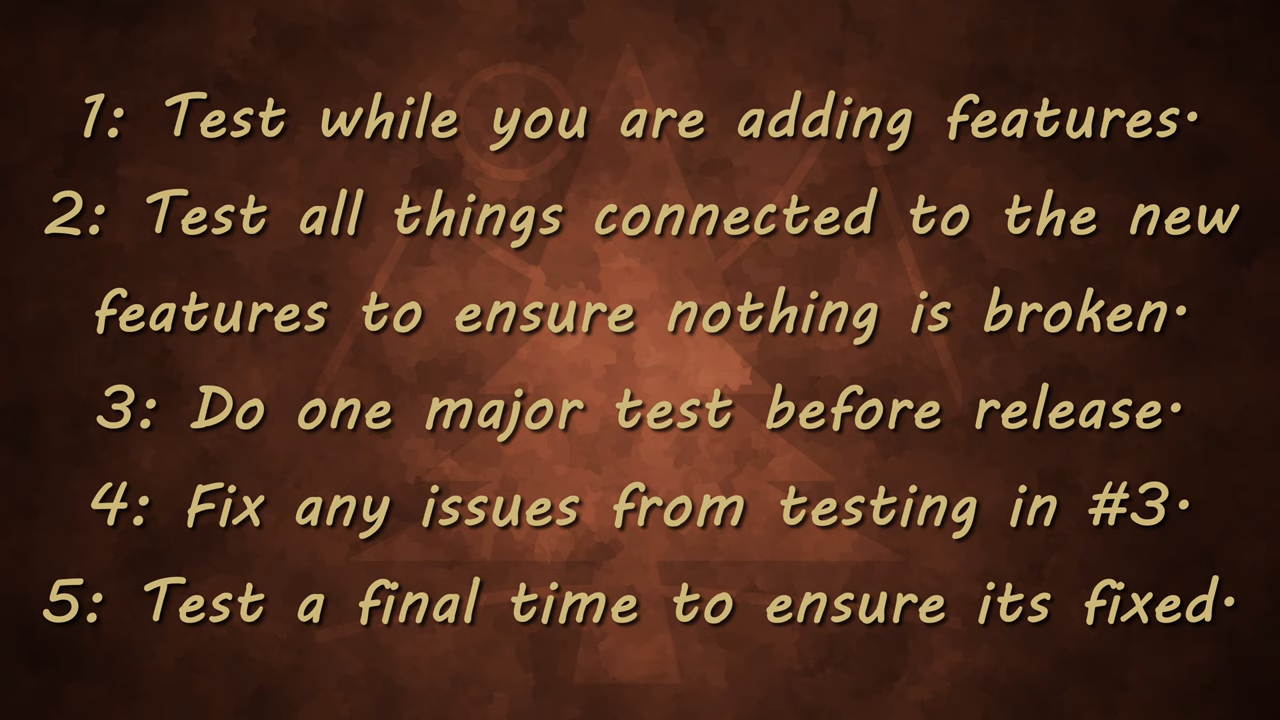 1: Test while you are adding features.
2: Test all things connected to the new
features to ensure nothing is broken.
3: Do one major test before release.
4: Fix any issues from testing in #3.
5: Test a final time to ensure its fixed.